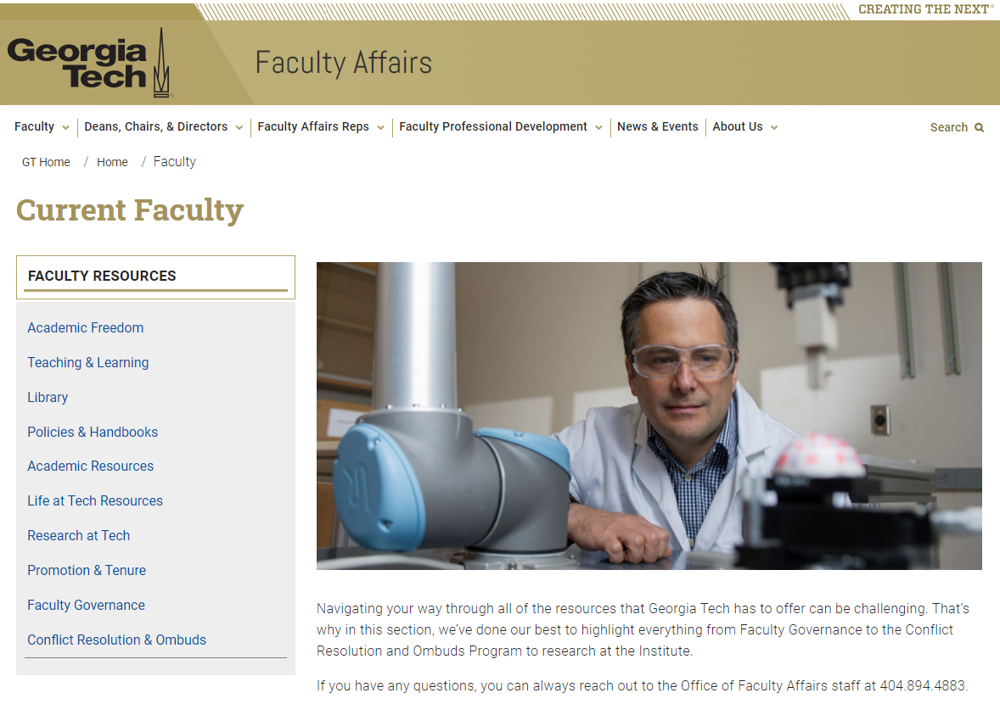 CREATING THE NEXT®
Georgia
Tech
Faculty Affairs
Faculty
Deans, Chairs, & Directors
Faculty Affairs Reps
Faculty Professional Development
News & Events
About Us
Search
GT Home / Home / Faculty
Current Faculty
FACULTY RESOURCES
Academic Freedom
Teaching & Learning
Library
Policies & Handbooks
Academic Resources
Life at Tech Resources
Research at Tech
Promotion & Tenure
Faculty Governance
Conflict Resolution & Ombuds
Navigating your way through all of the resources that Georgia Tech has to offer can be challenging. That’s
why in this section, we’ve done our best to highlight everything from Faculty Governance to the Conflict
Resolution and Ombuds Program to research at the Institute.
If you have any questions, you can always reach out to the Office of Faculty Affairs staff at 404.894.4883.